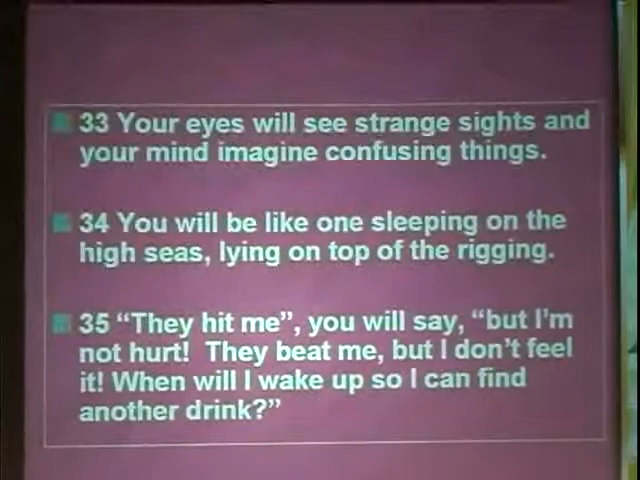 33 Your eyes will see strange sights and
your mind imagine confusing things.
34 You will be like one sleeping on the
high seas, lying on top of the rigging.
35 “They hit me”, you will say, “but I’m
not hurt! They beat me, but I don’t feel
it! When will I wake up so I can find
another drink?”